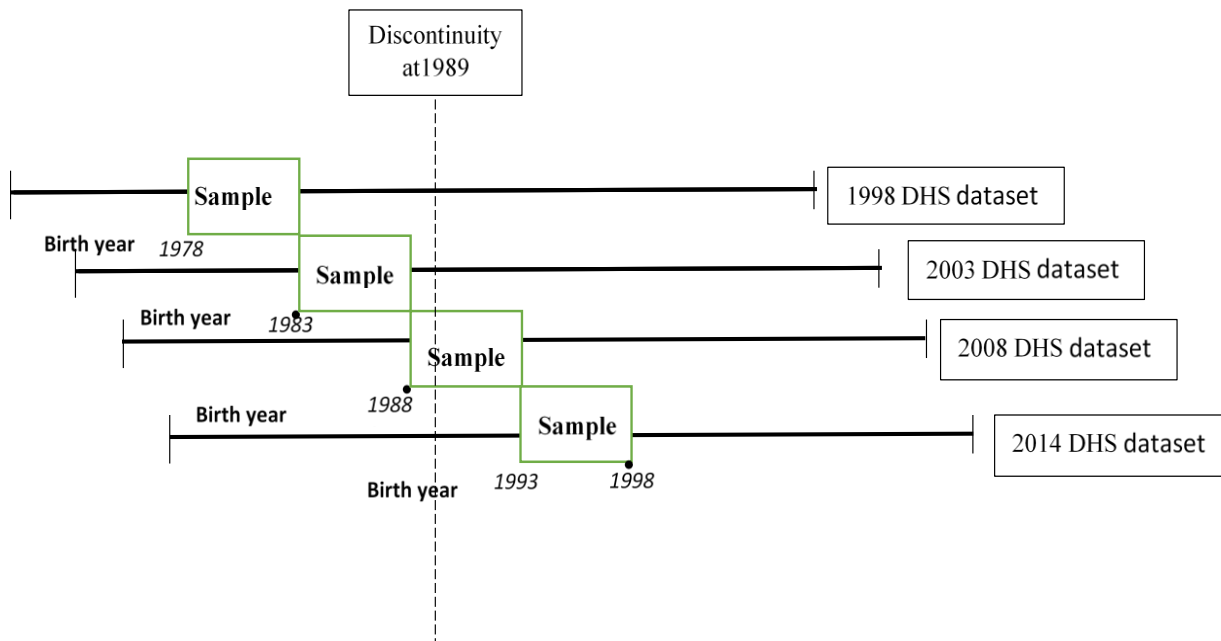 Discontinuity
at1989
Sample
1998 DHS dataset
Birth year
1978
Sample
2003 DHS dataset
Birth year
1983
Sample
2008 DHS dataset
1988
Birth year
Sample
2014 DHS dataset
Birth year
1993
1998